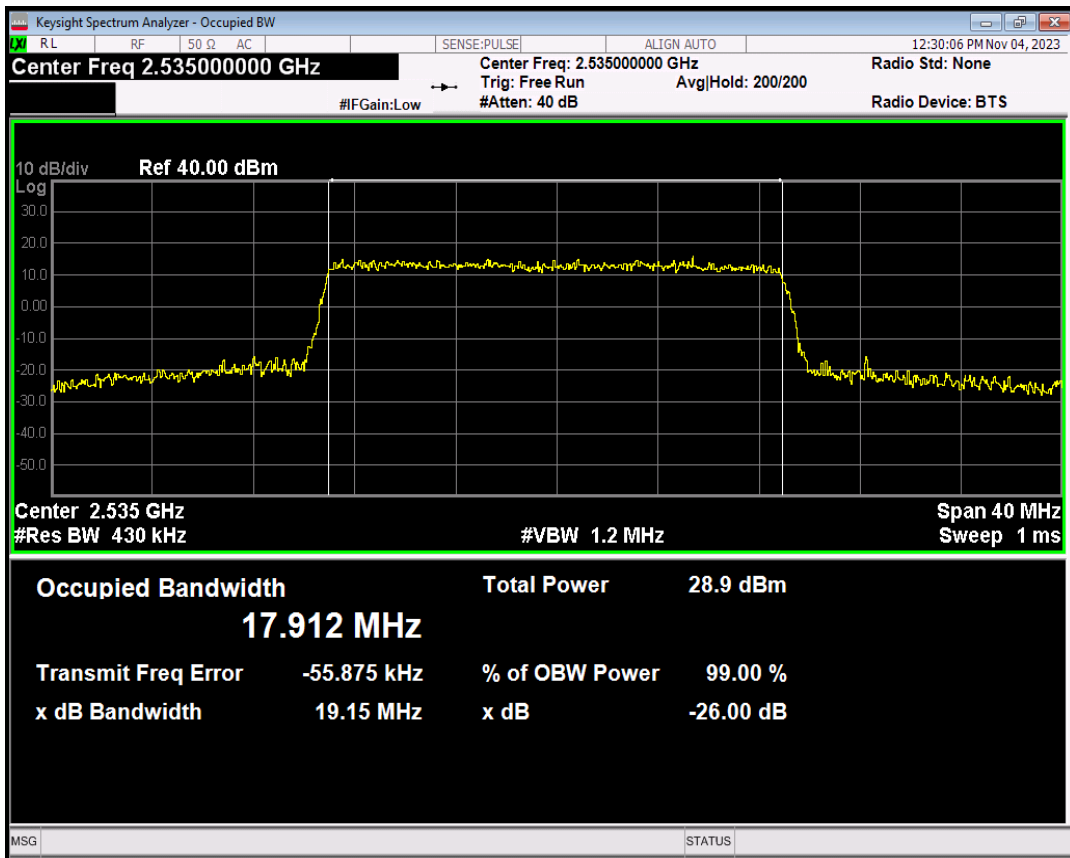 Keysight Spectrum Analyzer - Occupied BW
LXI RL RF 50 Ω AC SENSE:PULSE ALIGN AUTO 12:30:06 PM Nov 04, 2023
Center Freq 2.535000000 GHz Center Freq: 2.535000000 GHz Radio Std: None
Trig: Free Run Avg|Hold: 200/200
#IFGain:Low #Atten: 40 dB Radio Device: BTS
10 dB/div Ref 40.00 dBm
Log
30.0
20.0
10.0
0.00
-10.0
-20.0
-30.0
-40.0
-50.0
Center 2.535 GHz Span 40 MHz
#Res BW 430 kHz #VBW 1.2 MHz Sweep 1 ms
Occupied Bandwidth Total Power 28.9 dBm
17.912 MHz
Transmit Freq Error -55.875 kHz % of OBW Power 99.00 %
x dB Bandwidth 19.15 MHz x dB -26.00 dB
MSG STATUS